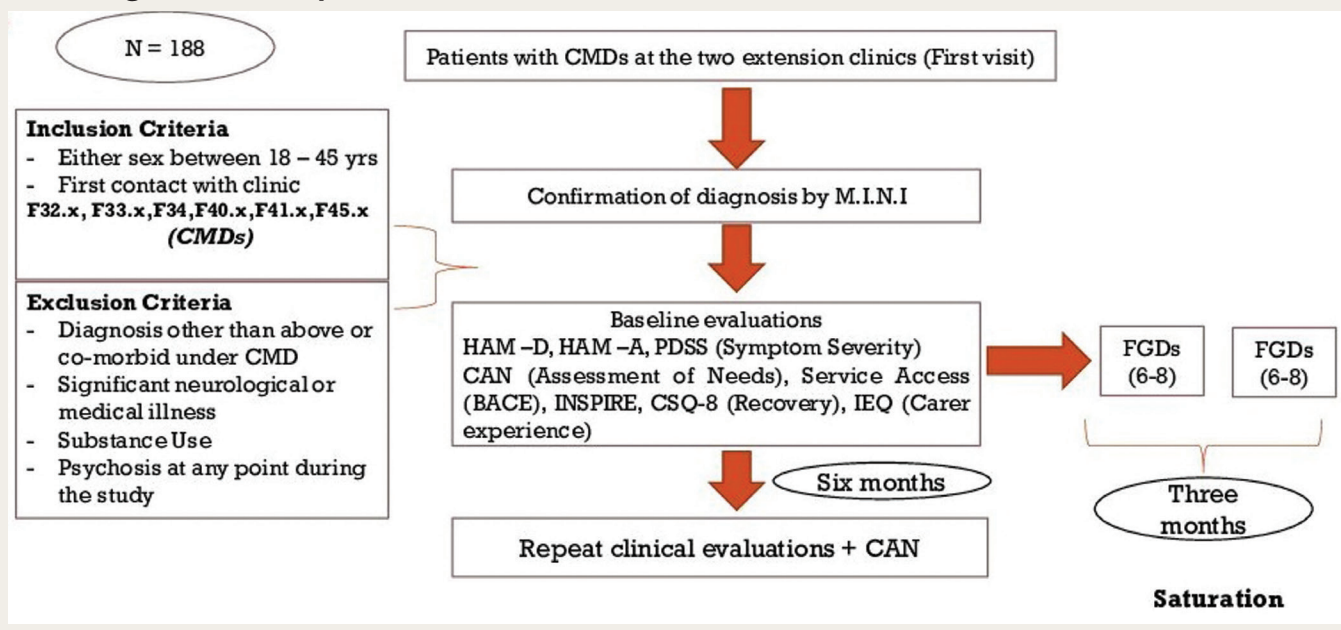 N = 188
Patients with CMDs at the two extension clinics (First visit)
Inclusion Criteria
- Either sex between 18 – 45 yrs
- First contact with clinic
F32.x, F33.x,F34,F40.x,F41.x,F45.x
(CMDs)
Exclusion Criteria
- Diagnosis other than above or
co-morbid under CMD
- Significant neurological or
medical illness
- Substance Use
- Psychosis at any point during
the study
Confirmation of diagnosis by M.I.N.I
Baseline evaluations
HAM –D, HAM –A, PDSS (Symptom Severity)
CAN (Assessment of Needs), Service Access
(BACE), INSPIRE, CSQ-8 (Recovery), IEQ (Carer
experience)
FGDs
(6-8)
FGDs
(6-8)
Six months
Three
months
Repeat clinical evaluations + CAN
Saturation